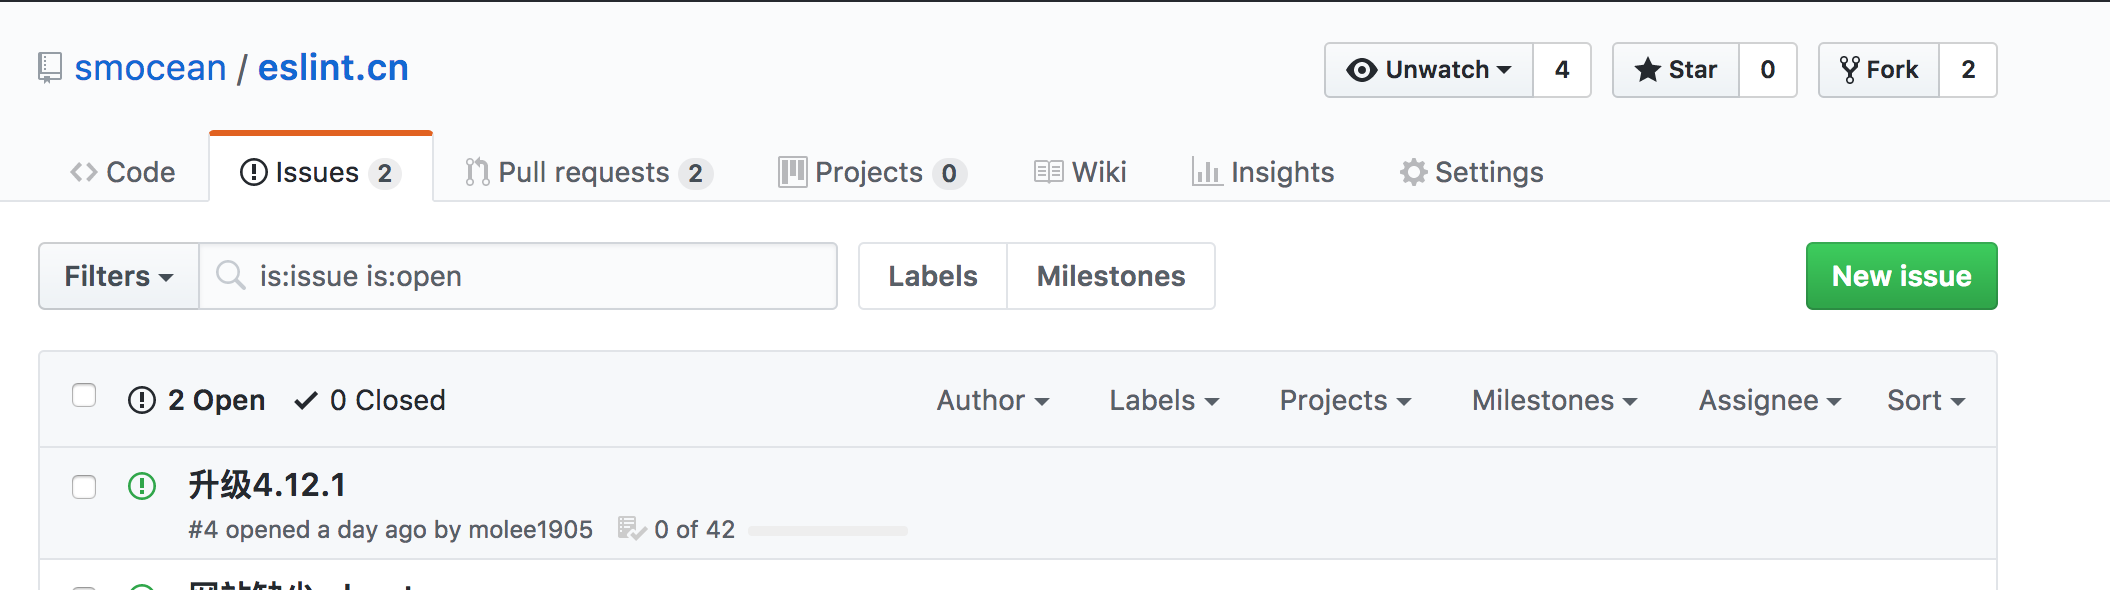 smocean / eslint.cn
Unwatch 4 Star 0 Fork 2
Code Issues 2 Pull requests 2 Projects 0 Wiki Insights Settings
Filters is:issue is:open Labels Milestones New issue
2 Open 0 Closed Author Labels Projects Milestones Assignee Sort
升级4.12.1
#4 opened a day ago by molee1905 0 of 42